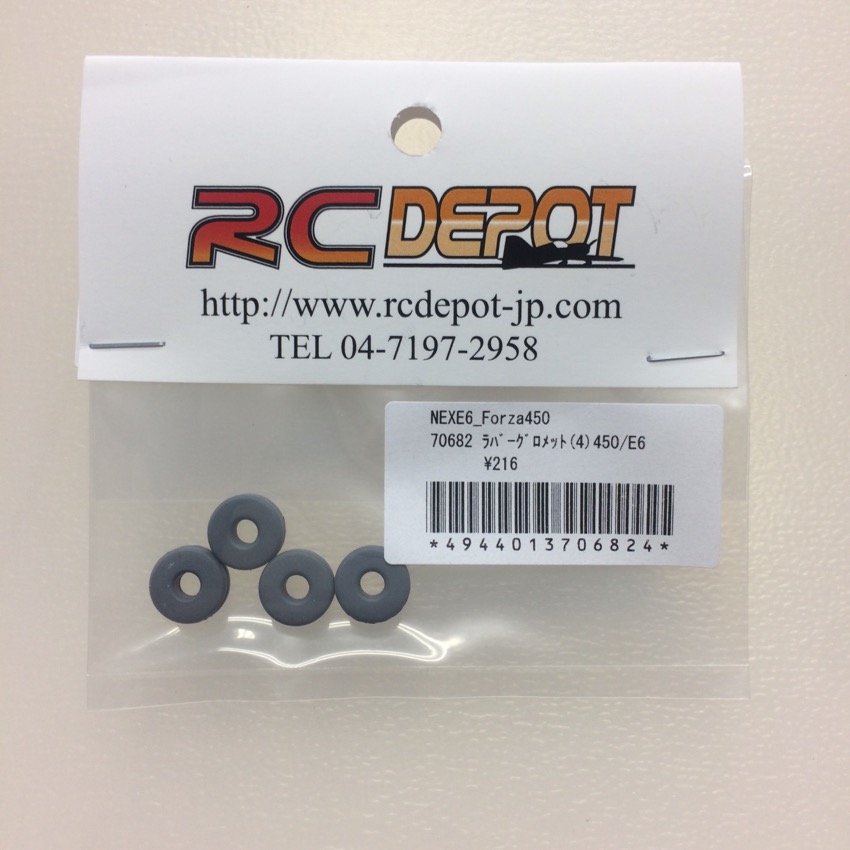 RC DEPOT
http://www.rcdepot-jp.com
TEL 04-7197-2958
NEXE6_Forza450
70682 ﾗﾊﾞｰｸﾞﾛﾒｯﾄ(4)450/E6
¥216
*4944013706824*